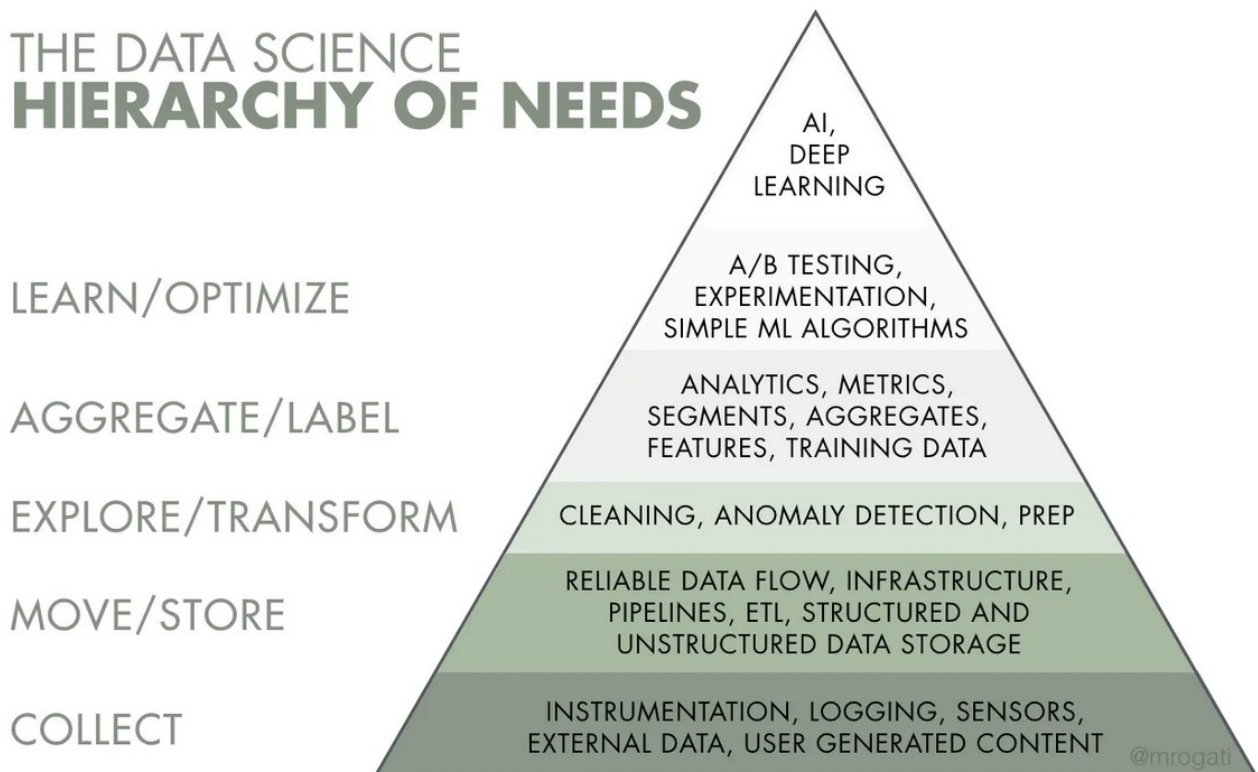 THE DATA SCIENCE
HIERARCHY OF NEEDS
AI,
DEEP
LEARNING
LEARN/OPTIMIZE
A/B TESTING,
EXPERIMENTATION,
SIMPLE ML ALGORITHMS
AGGREGATE/LABEL
ANALYTICS, METRICS,
SEGMENTS, AGGREGATES,
FEATURES, TRAINING DATA
EXPLORE/TRANSFORM
CLEANING, ANOMALY DETECTION, PREP
MOVE/STORE
RELIABLE DATA FLOW, INFRASTRUCTURE,
PIPELINES, ETL, STRUCTURED AND
UNSTRUCTURED DATA STORAGE
COLLECT
INSTRUMENTATION, LOGGING, SENSORS,
EXTERNAL DATA, USER GENERATED CONTENT
@mrogati